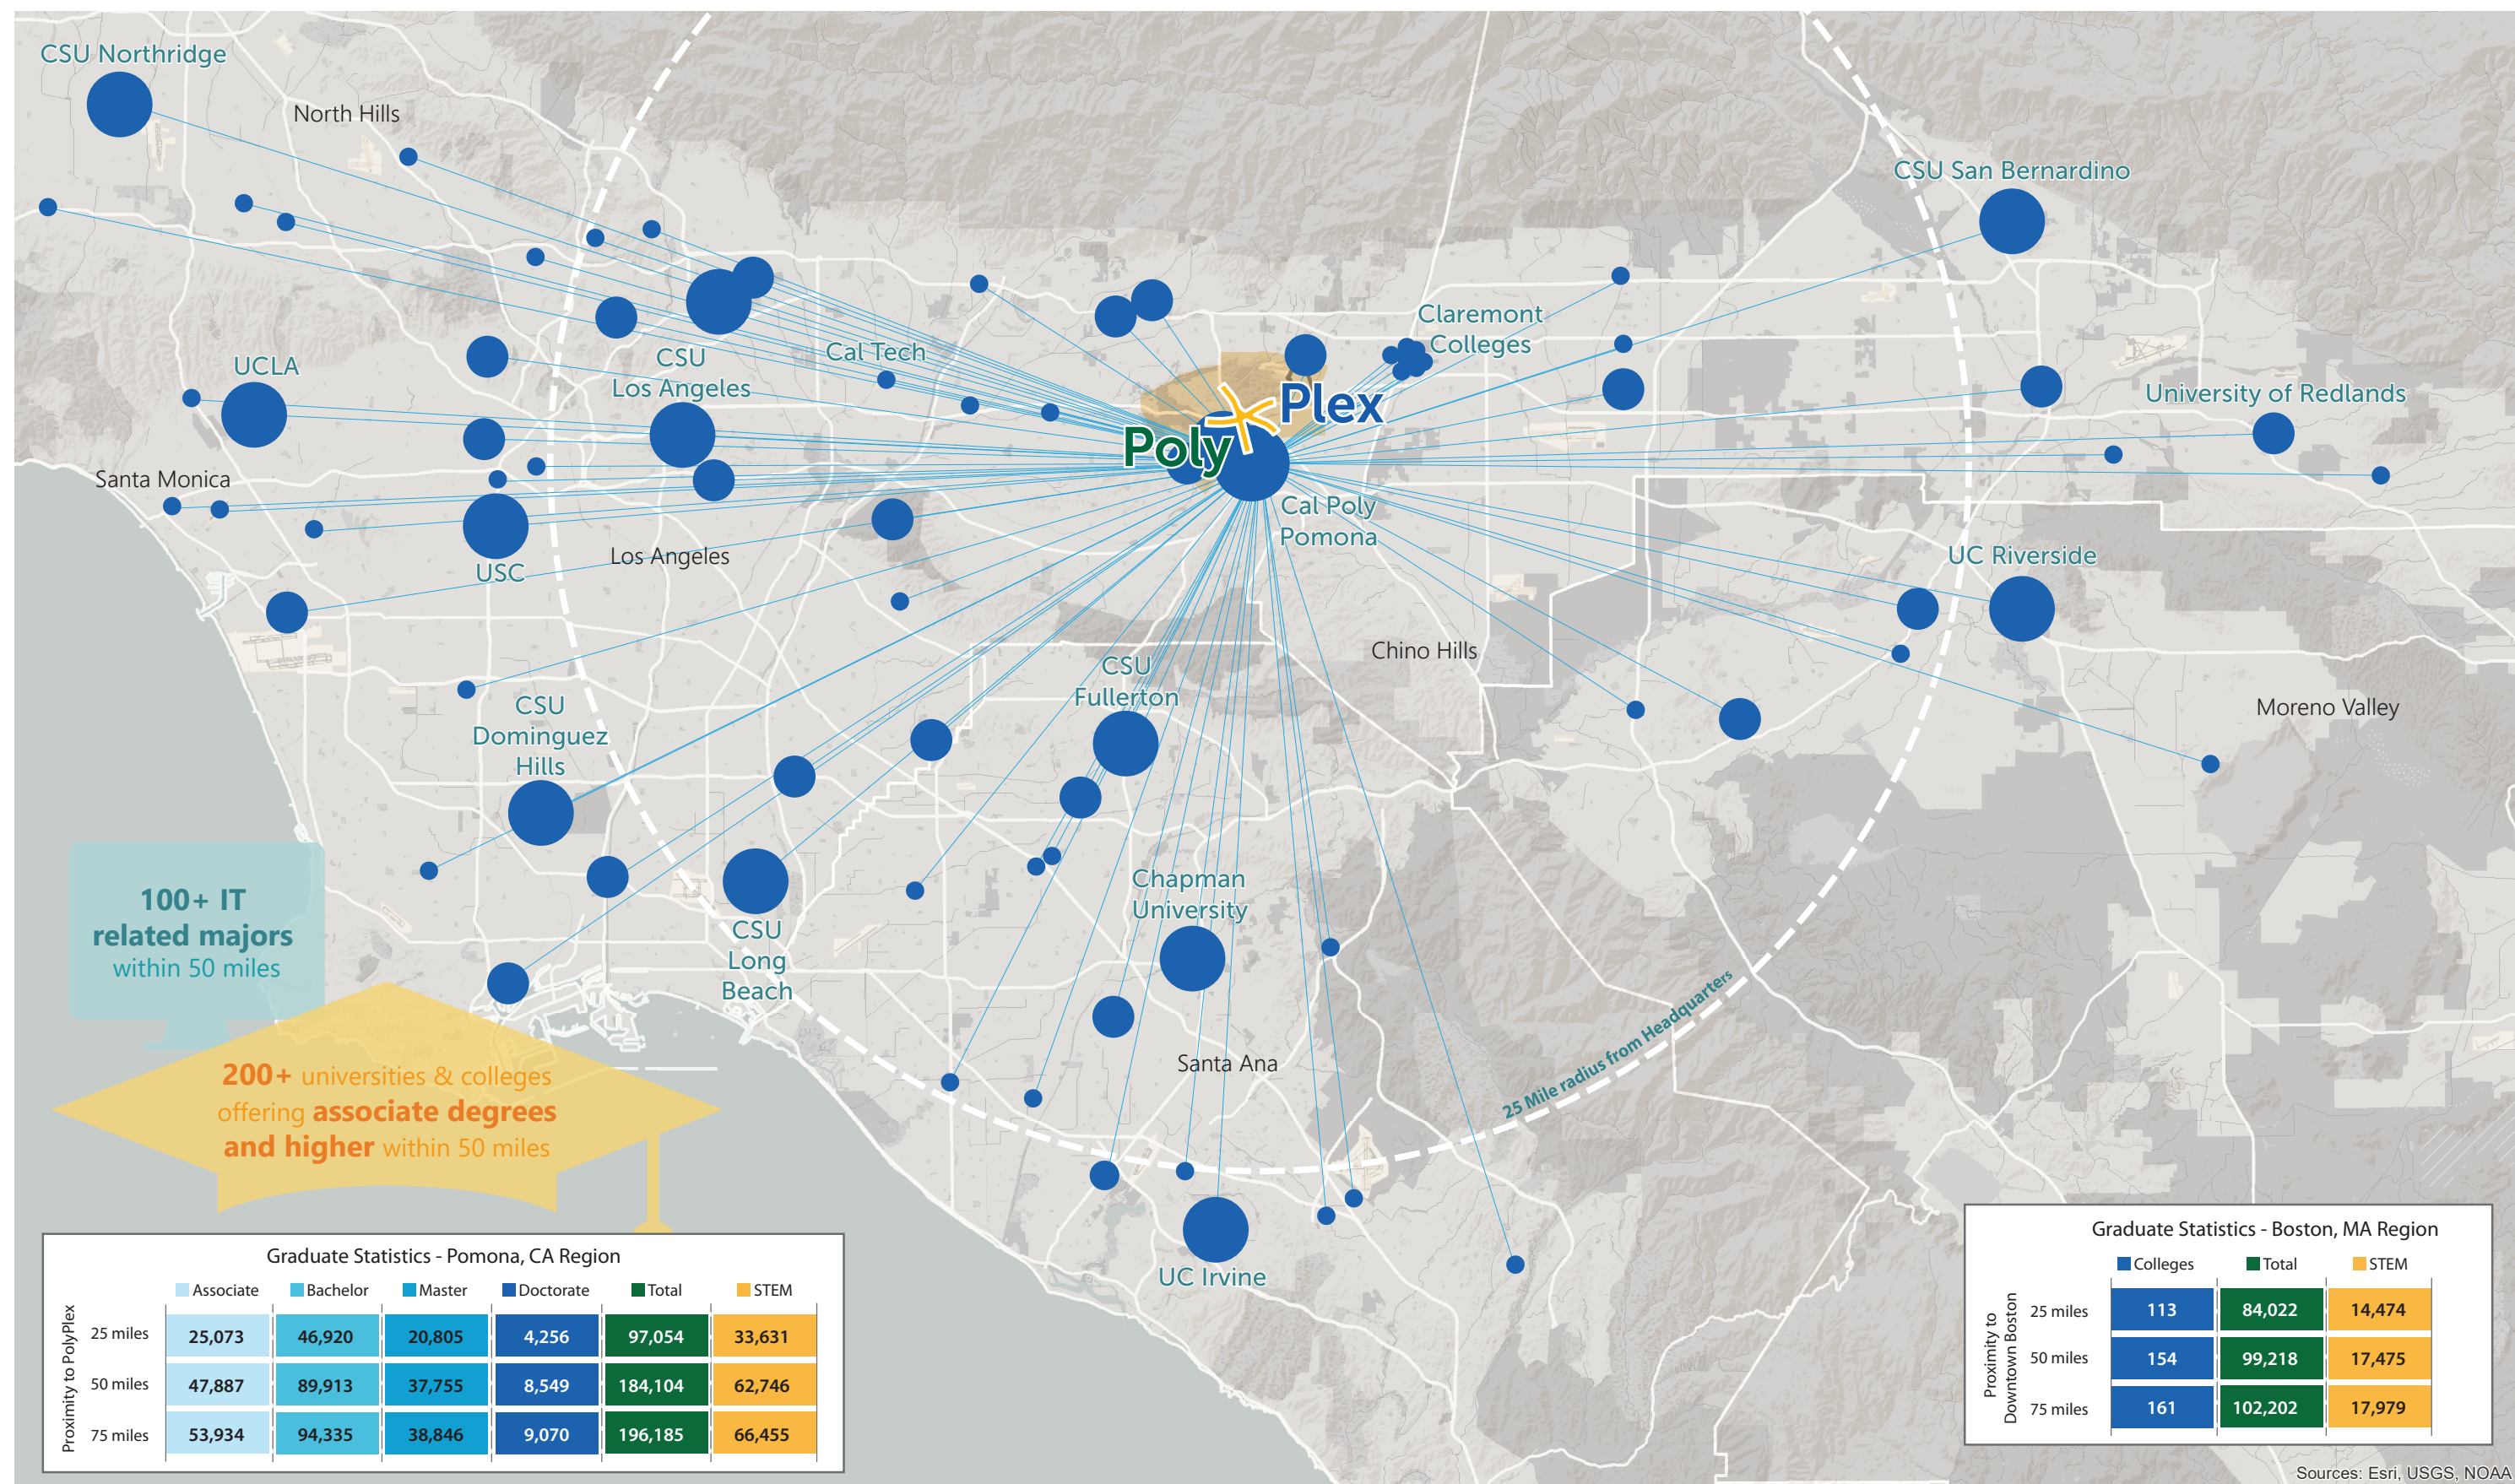 CSU Northridge
North Hills
CSU San Bernardino
Claremont
Colleges
Cal Tech
CSU
Los Angeles
UCLA
University of Redlands
Plex
Poly
Santa Monica
Cal Poly
Pomona
Los Angeles
USC
UC Riverside
Chino Hills
CSU
Fullerton
Moreno Valley
CSU
Dominguez
Hills
Chapman
University
100+ IT
related majors
within 50 miles
CSU
Long
Beach
25 Mile radius from Headquarters
Santa Ana
200+ universities & colleges
offering associate degrees
and higher within 50 miles
UC Irvine
Graduate Statistics - Pomona, CA Region
Associate Bachelor Master Doctorate Total STEM
Proximity to PolyPlex
25 miles 25,073 46,920 20,805 4,256 97,054 33,631
50 miles 47,887 89,913 37,755 8,549 184,104 62,746
75 miles 53,934 94,335 38,846 9,070 196,185 66,455
Graduate Statistics - Boston, MA Region
Colleges Total STEM
Proximity to
Downtown Boston
25 miles 113 84,022 14,474
50 miles 154 99,218 17,475
75 miles 161 102,202 17,979
Sources: Esri, USGS, NOAA